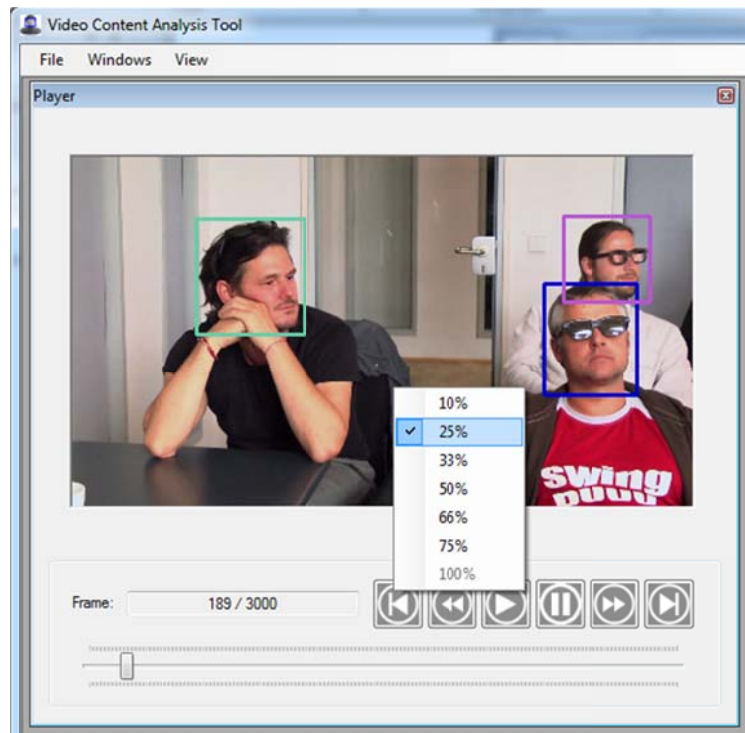 Video Content Analysis Tool
File Windows View
Player
swing
10%
25%
33%
50%
66%
75%
100%
Frame: 189 / 3000